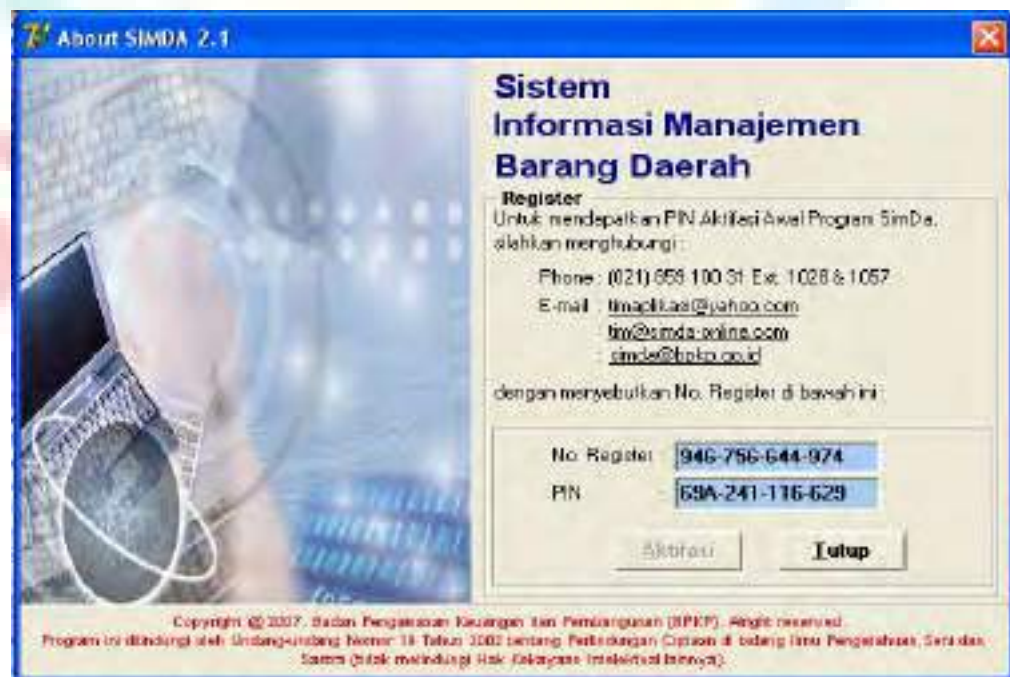 About SIMDA 2.1
Sistem
Informasi Manajemen
Barang Daerah
Register
Untuk mendapatkan PIN Aktifasi Awal Program SimDa,
silahkan menghubungi :
Phone : (021) 859 100 31 Ext. 1028 & 1057
E-mail : timaplikasi@yahoo.com
tim@simda-online.com
: simda@bpkp.go.id
dengan menyebutkan No. Register di bawah ini :
No. Register 946-756-644-974
PIN : 69A-241-116-629
Aktifasi Tutup
Copyright @ 2007. Badan Pengawasan Keuangan dan Pembangunan (BPKP). Allright reserved.
Program ini dilindungi oleh Undang-undang Nomor 19 Tahun 2002 tentang Perlindungan Ciptaan di bidang Ilmu Pengetahuan, Seni dan
Sastra (tidak melindungi Hak Kekayaan Intelektual lainnya).